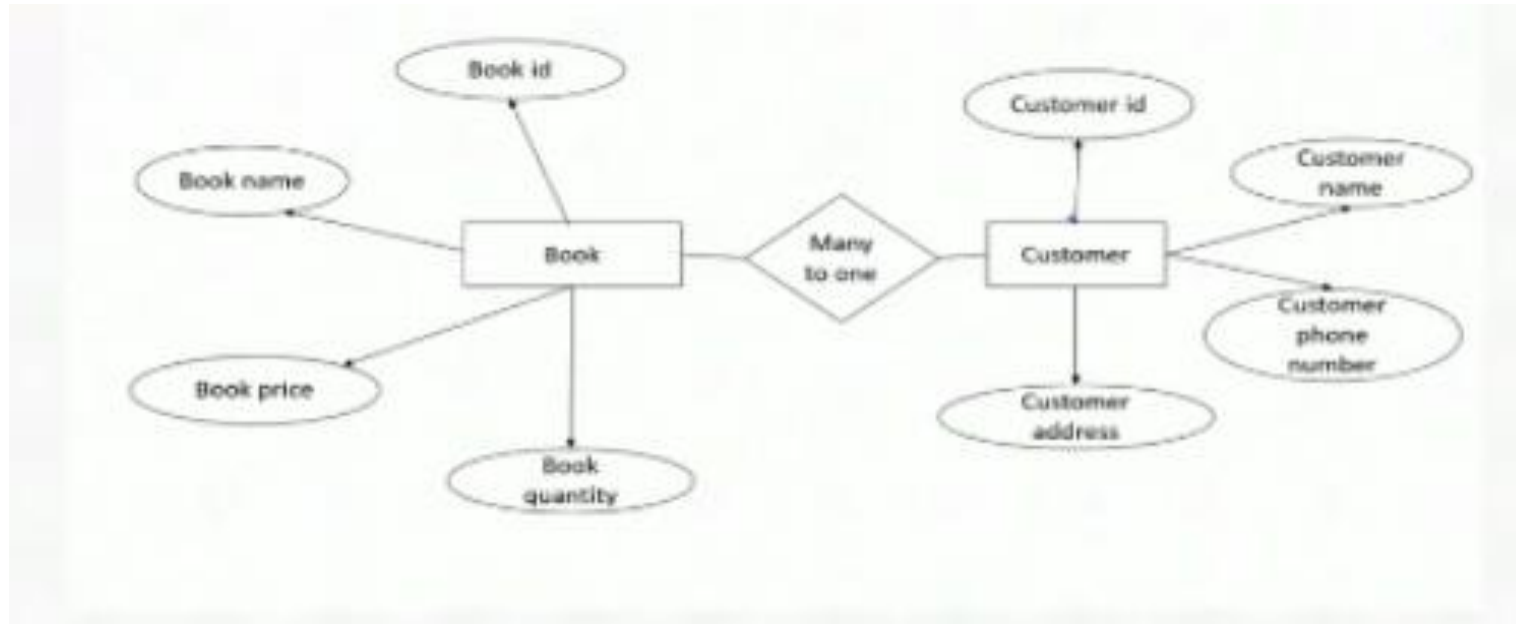 Book id
Customer id
Book name
Customer
name
Book
Many
to one
Customer
Customer
phone
number
Book price
Customer
address
Book
quantity